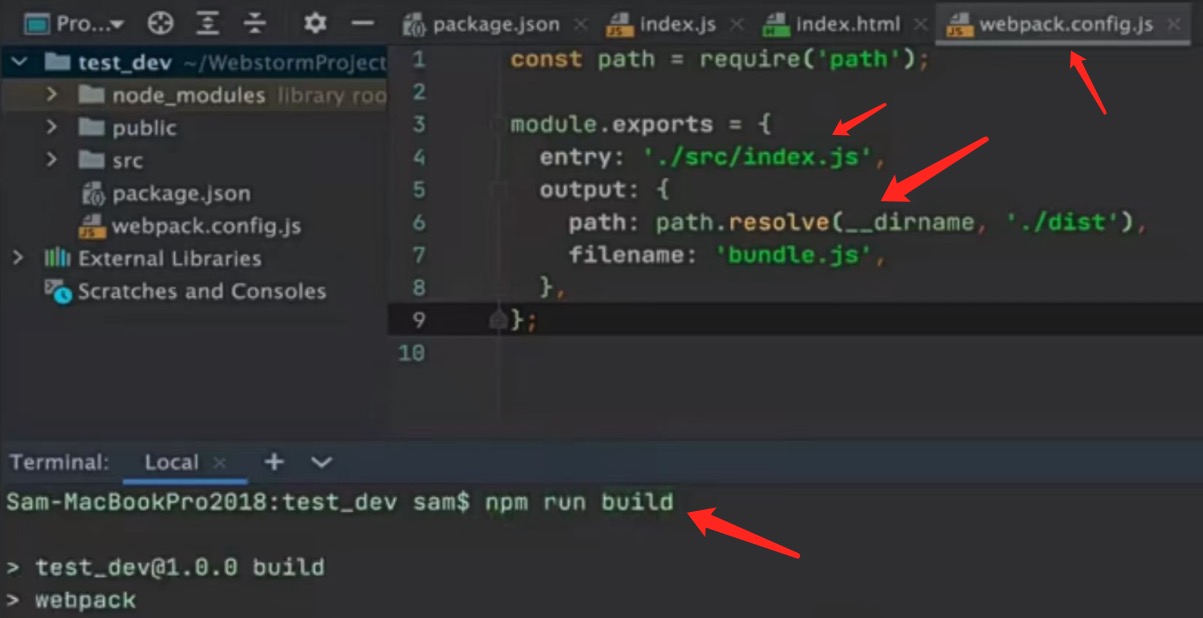 Pro...
package.json
index.js
index.html
webpack.config.js
test_dev ~/WebstormProject
node_modules library roo
public
src
package.json
webpack.config.js
External Libraries
Scratches and Consoles
1 const path = require('path');
2
3 module.exports = {
4 entry: './src/index.js',
5 output: {
6 path: path.resolve(__dirname, './dist'),
7 filename: 'bundle.js',
8 },
9 };
10
Terminal: Local
Sam-MacBookPro2018:test_dev sam$ npm run build
> test_dev@1.0.0 build
> webpack